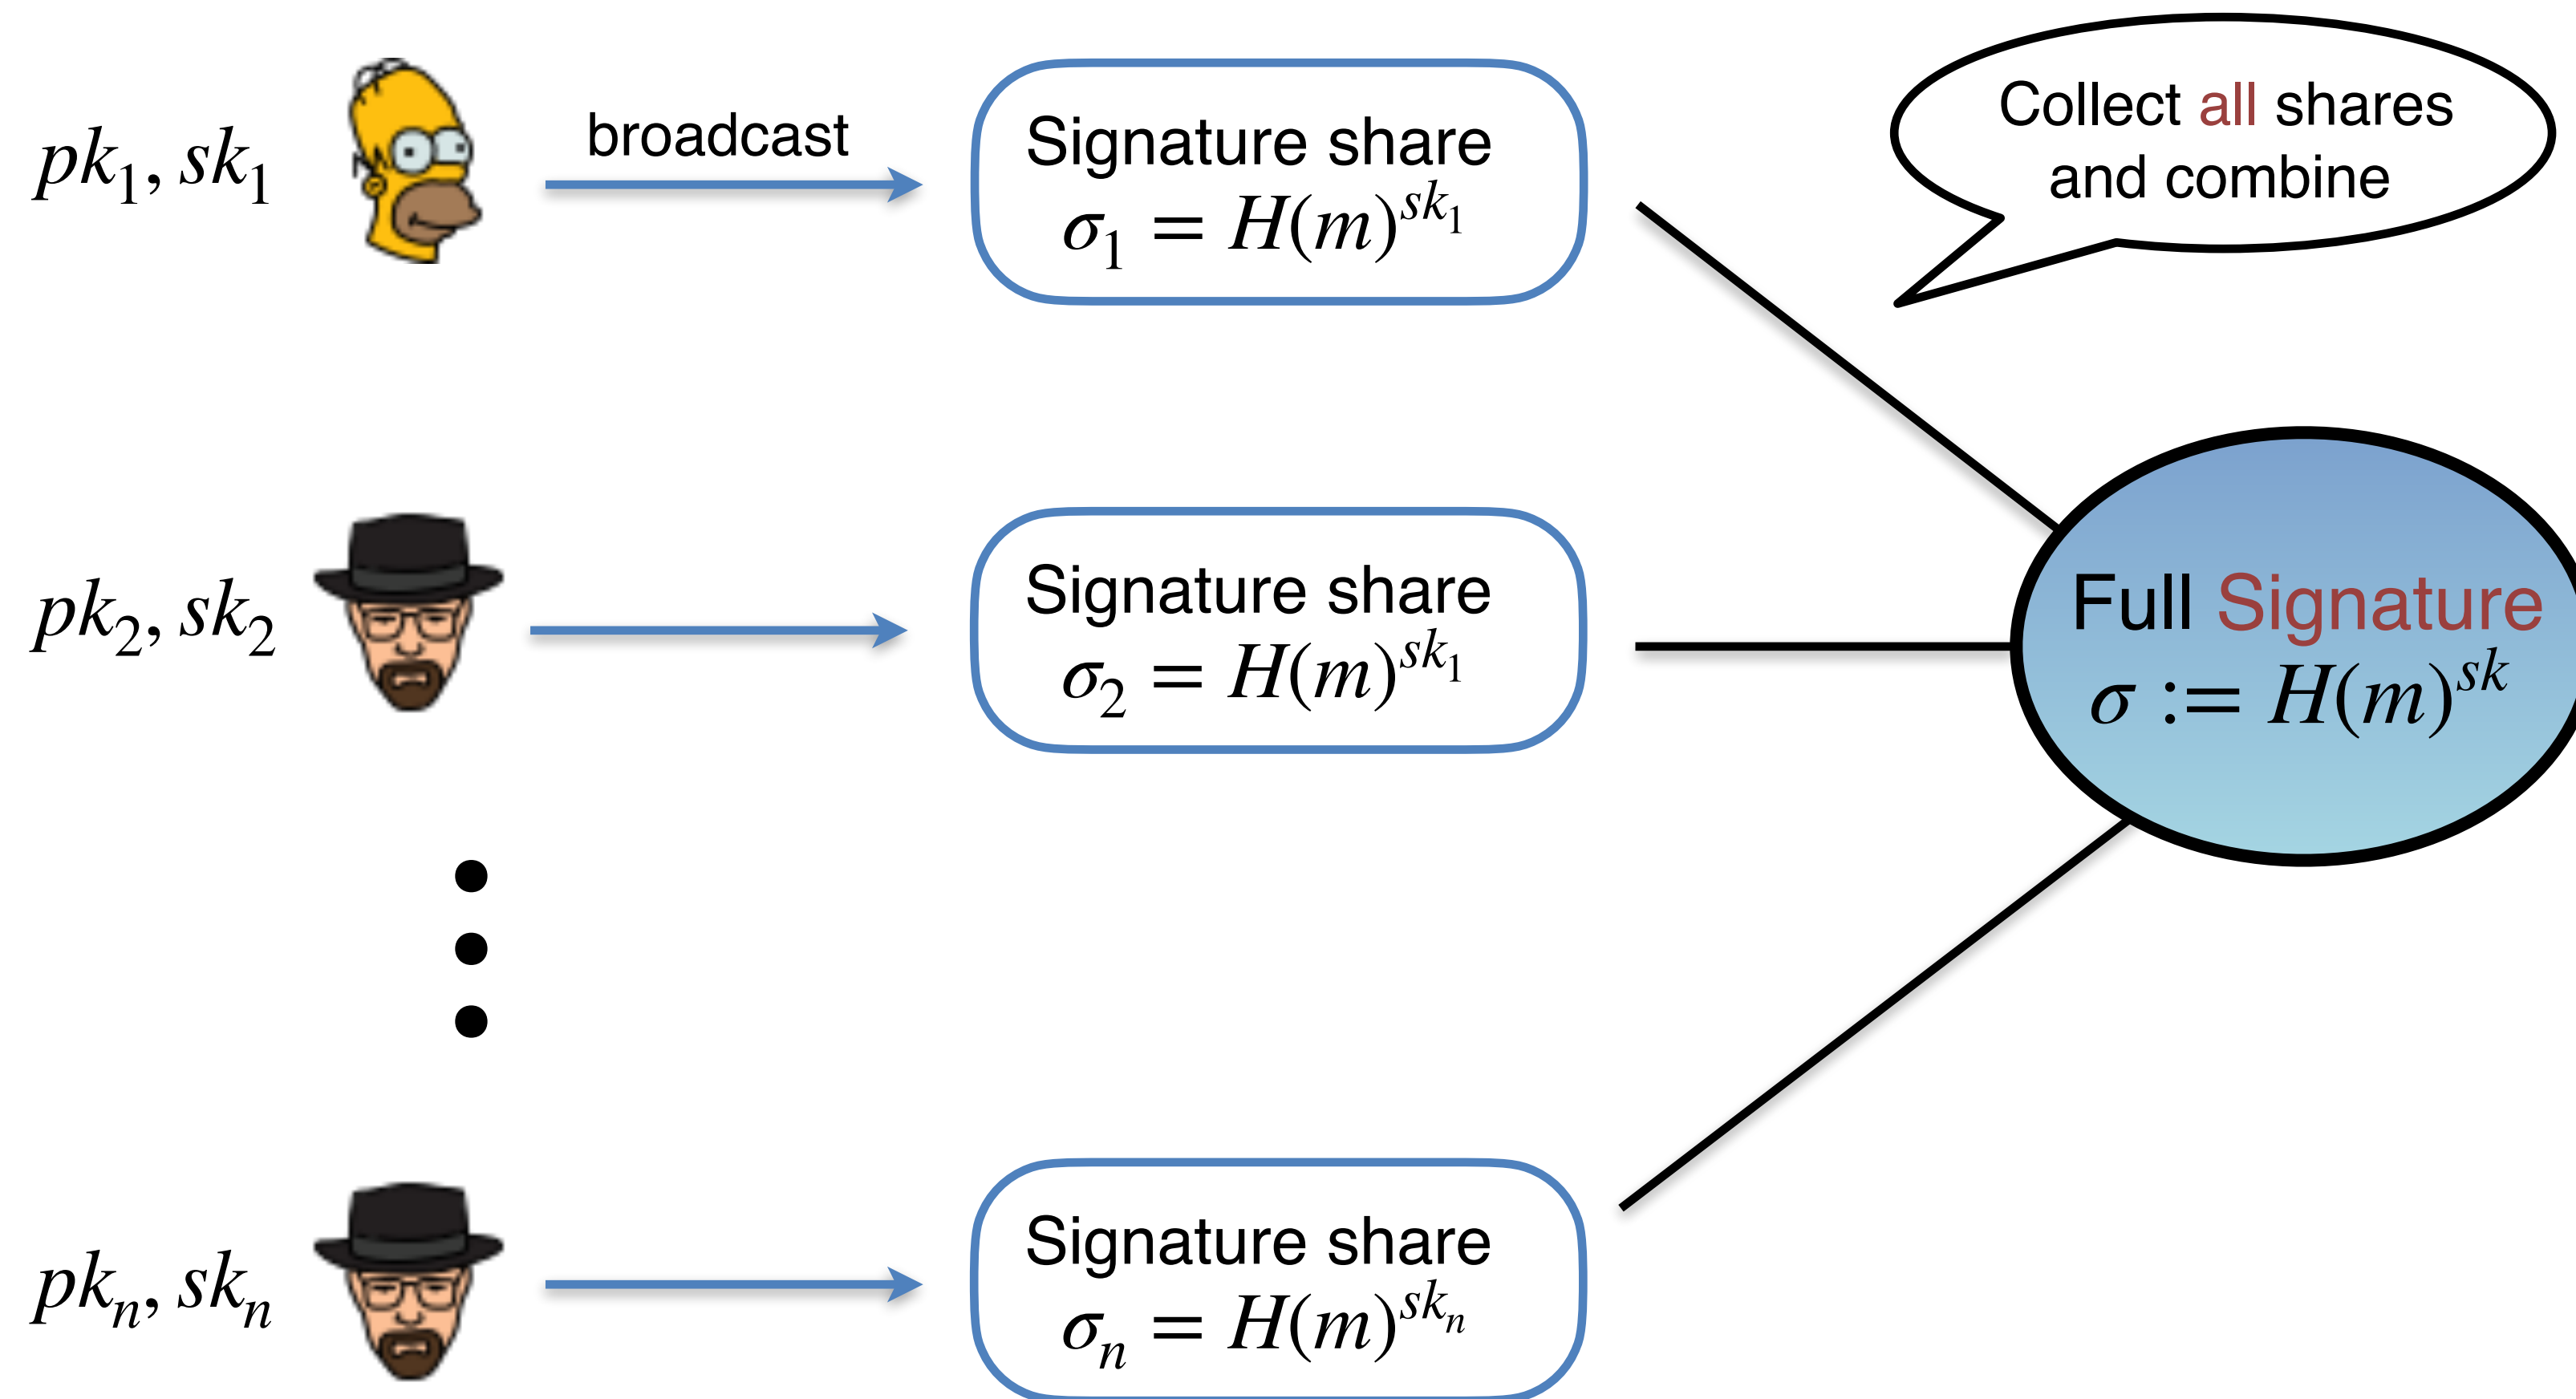 pk₁, sk₁
broadcast
Signature share
σ₁ = H(m)^{sk₁}
Collect all shares
and combine
pk₂, sk₂
Signature share
σ₂ = H(m)^{sk₁}
Full Signature
σ := H(m)^{sk}
pkₙ, skₙ
Signature share
σₙ = H(m)^{skₙ}